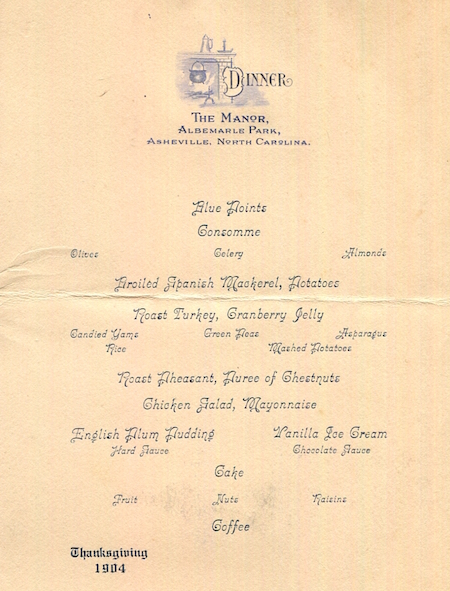 DINNER
THE MANOR,
ALBEMARLE PARK,
ASHEVILLE, NORTH CAROLINA.
Blue Points
Consomme
Olives Celery Almonds
Broiled Spanish Mackerel, Potatoes
Roast Turkey, Cranberry Jelly
Candied Yams Green Peas Asparagus
Rice Mashed Potatoes
Roast Pheasant, Puree of Chestnuts
Chicken Salad, Mayonnaise
English Plum Pudding Vanilla Ice Cream
Hard Sauce Chocolate Sauce
Cake
Fruit Nuts Raisins
Coffee
Thanksgiving
1904